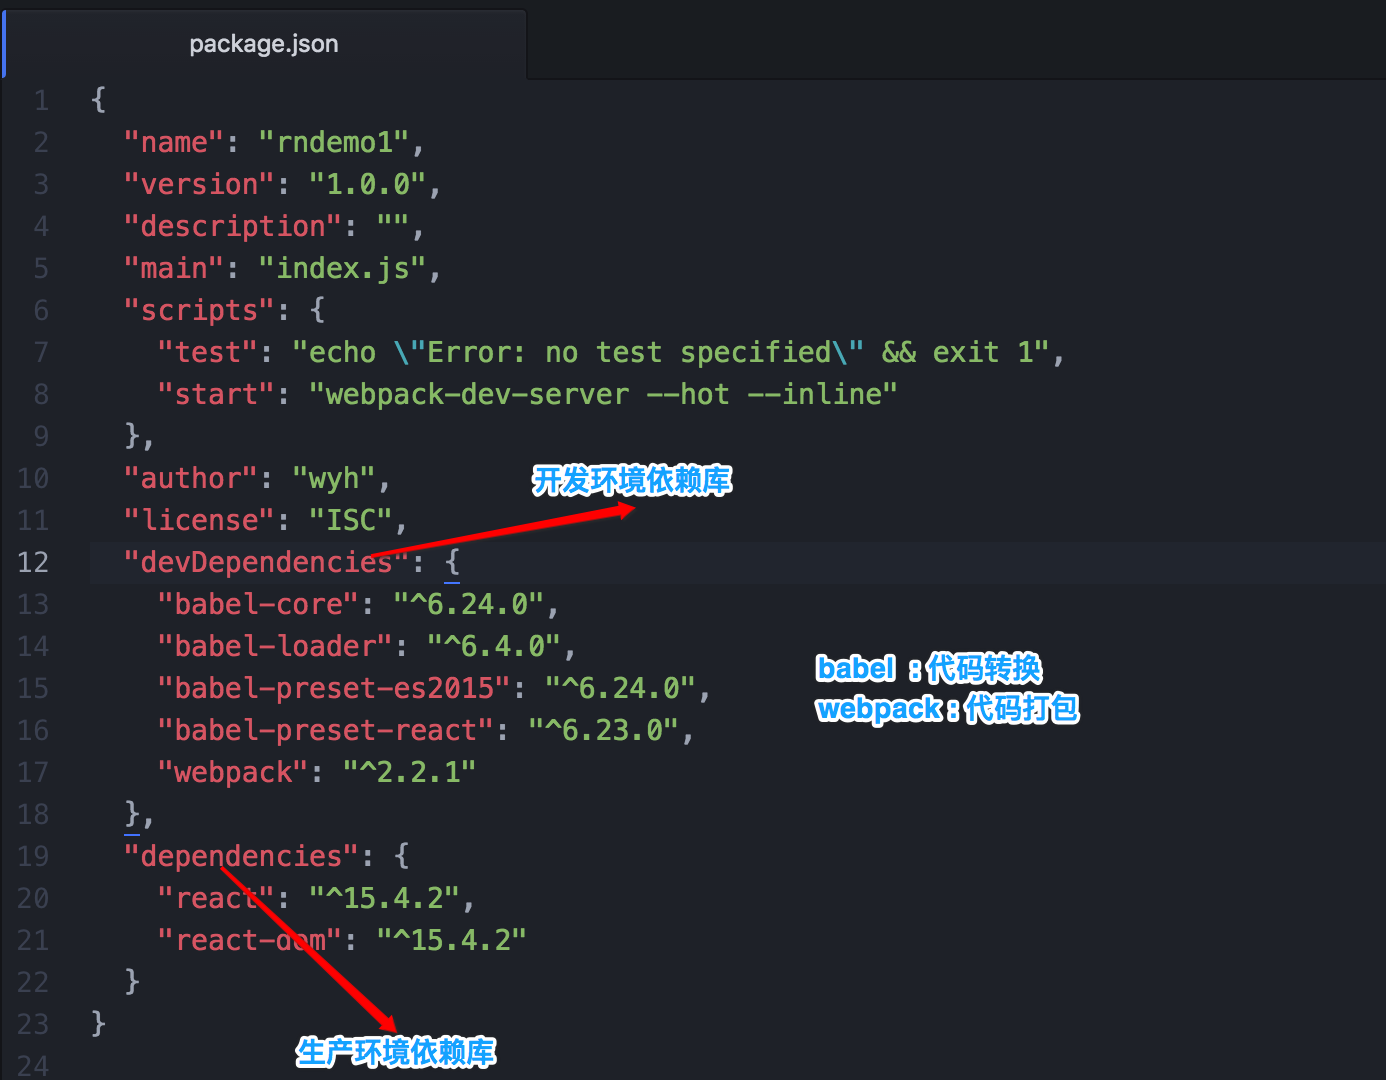 package.json
1 {
2 "name": "rndemo1",
3 "version": "1.0.0",
4 "description": "",
5 "main": "index.js",
6 "scripts": {
7 "test": "echo \"Error: no test specified\" && exit 1",
8 "start": "webpack-dev-server --hot --inline"
9 },
10 "author": "wyh",
开发环境依赖库
11 "license": "ISC",
12 "devDependencies": {
13 "babel-core": "^6.24.0",
14 "babel-loader": "^6.4.0",
babel ：代码转换
15 "babel-preset-es2015": "^6.24.0",
webpack：代码打包
16 "babel-preset-react": "^6.23.0",
17 "webpack": "^2.2.1"
18 },
19 "dependencies": {
20 "react": "^15.4.2",
21 "react-dom": "^15.4.2"
22 }
23 }
生产环境依赖库
24